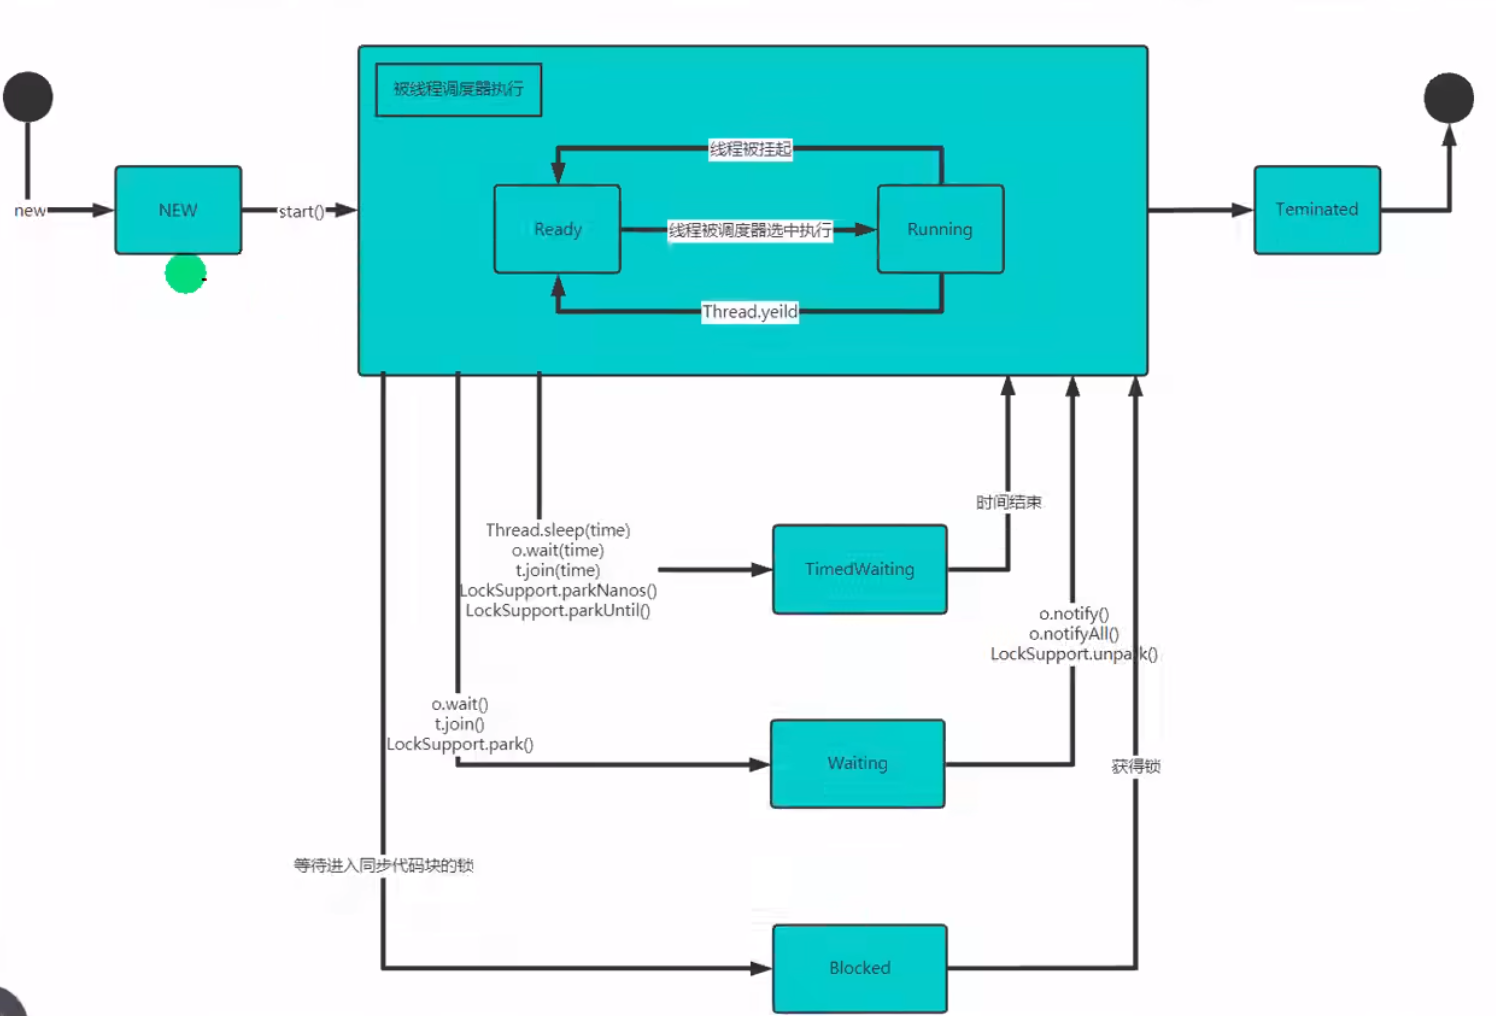 被线程调度器执行
线程被挂起
new
NEW
start()
Ready
线程被调度器选中执行
Running
Teminated
Thread.yeild
时间结束
Thread.sleep(time)
o.wait(time)
t.join(time)
LockSupport.parkNanos()
LockSupport.parkUntil()
TimedWaiting
o.notify()
o.notifyAll()
LockSupport.unpark()
o.wait()
t.join()
LockSupport.park()
Waiting
获得锁
等待进入同步代码块的锁
Blocked